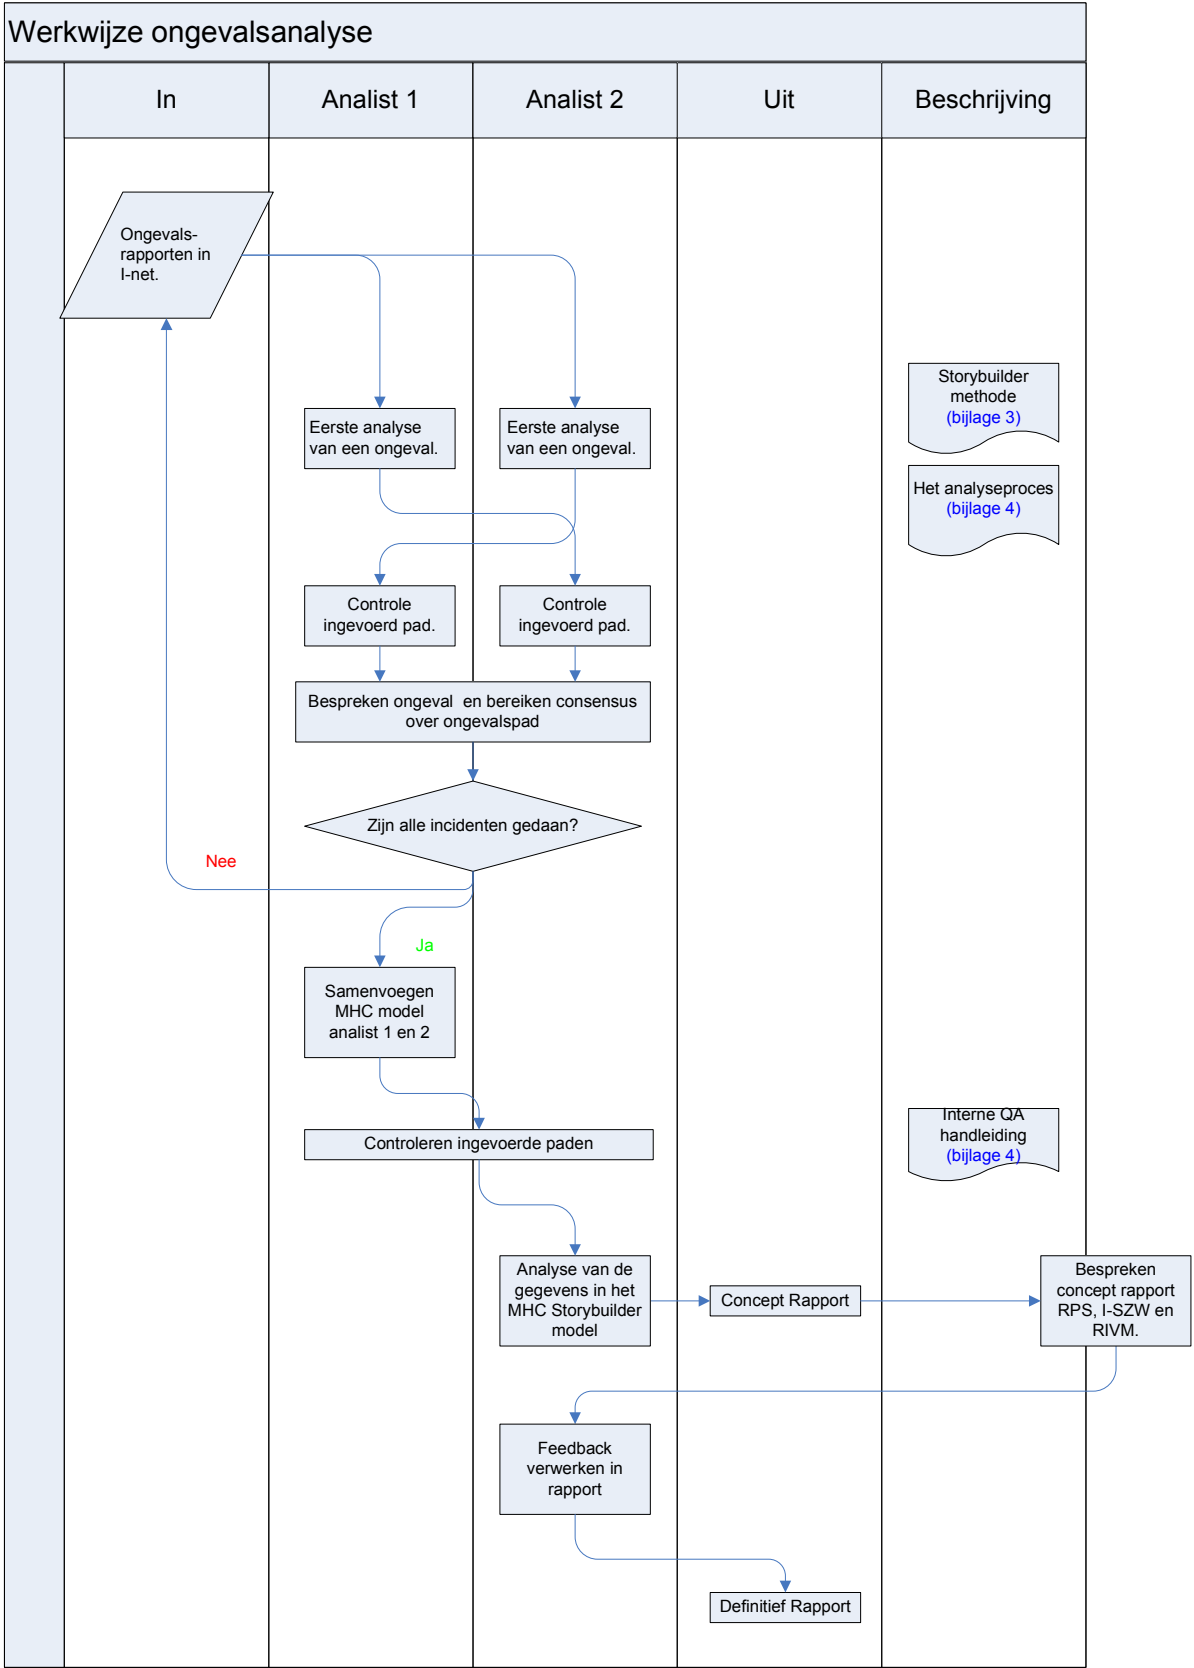 Werkwijze ongevalsanalyse
In
Analist 1
Analist 2
Uit
Beschrijving
Ongevals-
rapporten in
I-net.
Storybuilder
methode
(bijlage 3)
Eerste analyse
van een ongeval.
Eerste analyse
van een ongeval.
Het analyseproces
(bijlage 4)
Controle
ingevoerd pad.
Controle
ingevoerd pad.
Bespreken ongeval en bereiken consensus
over ongevalspad
Zijn alle incidenten gedaan?
Nee
Ja
Samenvoegen
MHC model
analist 1 en 2
Controleren ingevoerde paden
Interne QA
handleiding
(bijlage 4)
Analyse van de
gegevens in het
MHC Storybuilder
model
Concept Rapport
Bespreken
concept rapport
RPS, I-SZW en
RIVM.
Feedback
verwerken in
rapport
Definitief Rapport